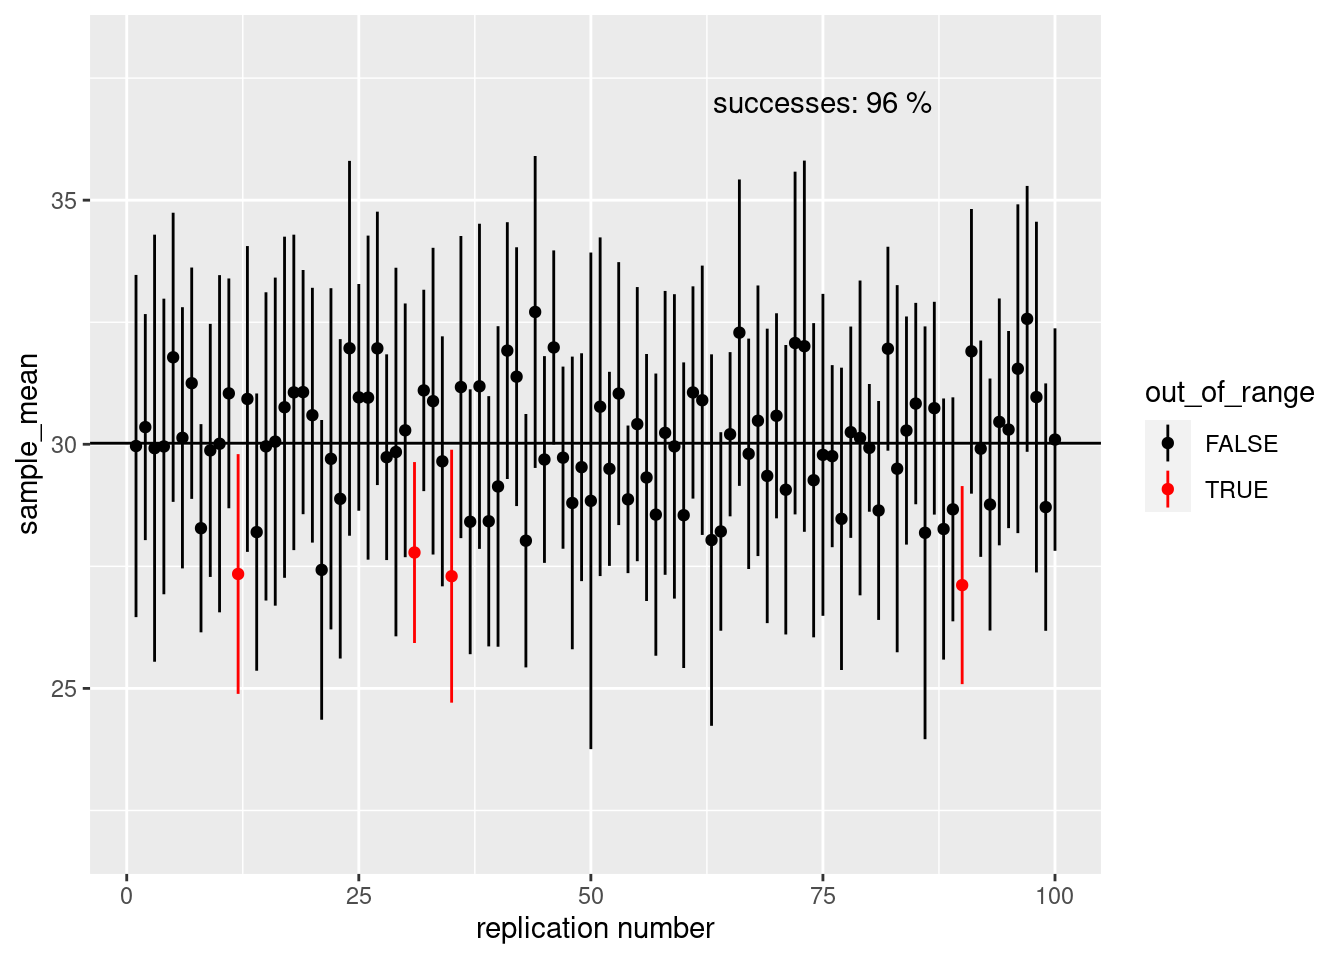 successes: 96 %
35
30
25
sample_mean
0
25
50
75
100
replication number
out_of_range
FALSE
TRUE